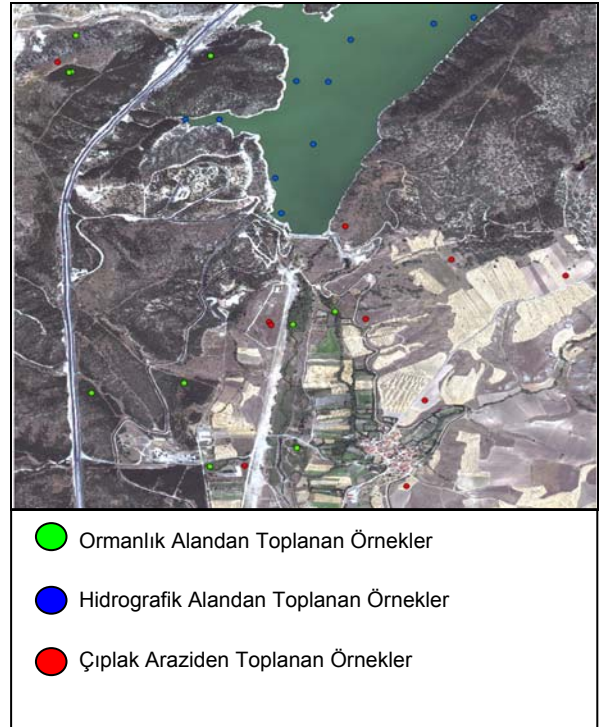 Ormanlık Alandan Toplanan Örnekler
Hidrografik Alandan Toplanan Örnekler
Çıplak Araziden Toplanan Örnekler